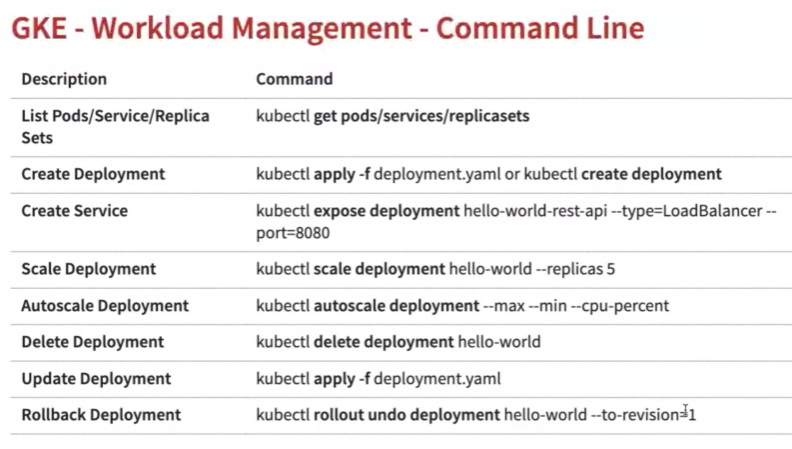 GKE - Workload Management - Command Line
Description Command
List Pods/Service/Replica Sets kubectl get pods/services/replicasets
Create Deployment kubectl apply -f deployment.yaml or kubectl create deployment
Create Service kubectl expose deployment hello-world-rest-api --type=LoadBalancer --port=8080
Scale Deployment kubectl scale deployment hello-world --replicas 5
Autoscale Deployment kubectl autoscale deployment --max --min --cpu-percent
Delete Deployment kubectl delete deployment hello-world
Update Deployment kubectl apply -f deployment.yaml
Rollback Deployment kubectl rollout undo deployment hello-world --to-revision=1